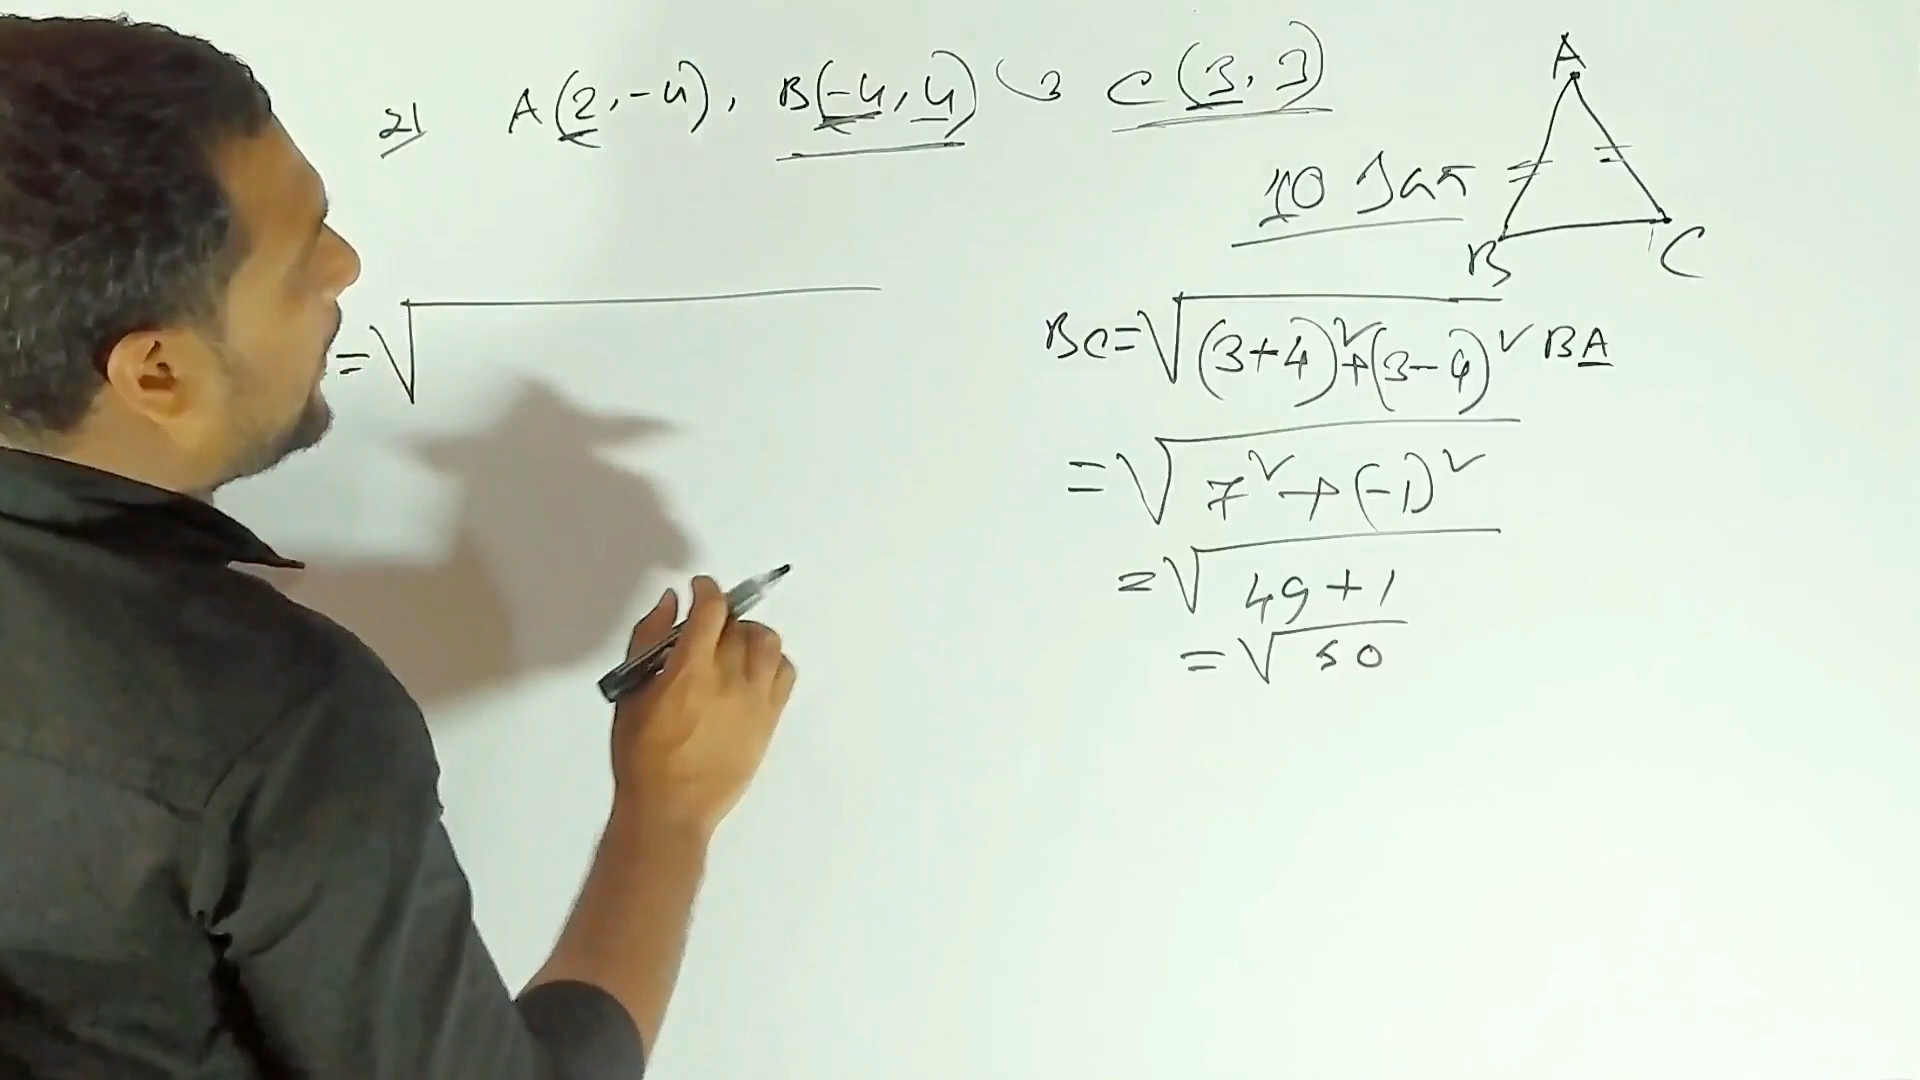 21 A(2,-4), B(-4,4) C(3,3)
A
10
B C
=√
BC=√(3+4)²+(3-4)² BA
=√7²+(-1)²
=√49+1
=√50